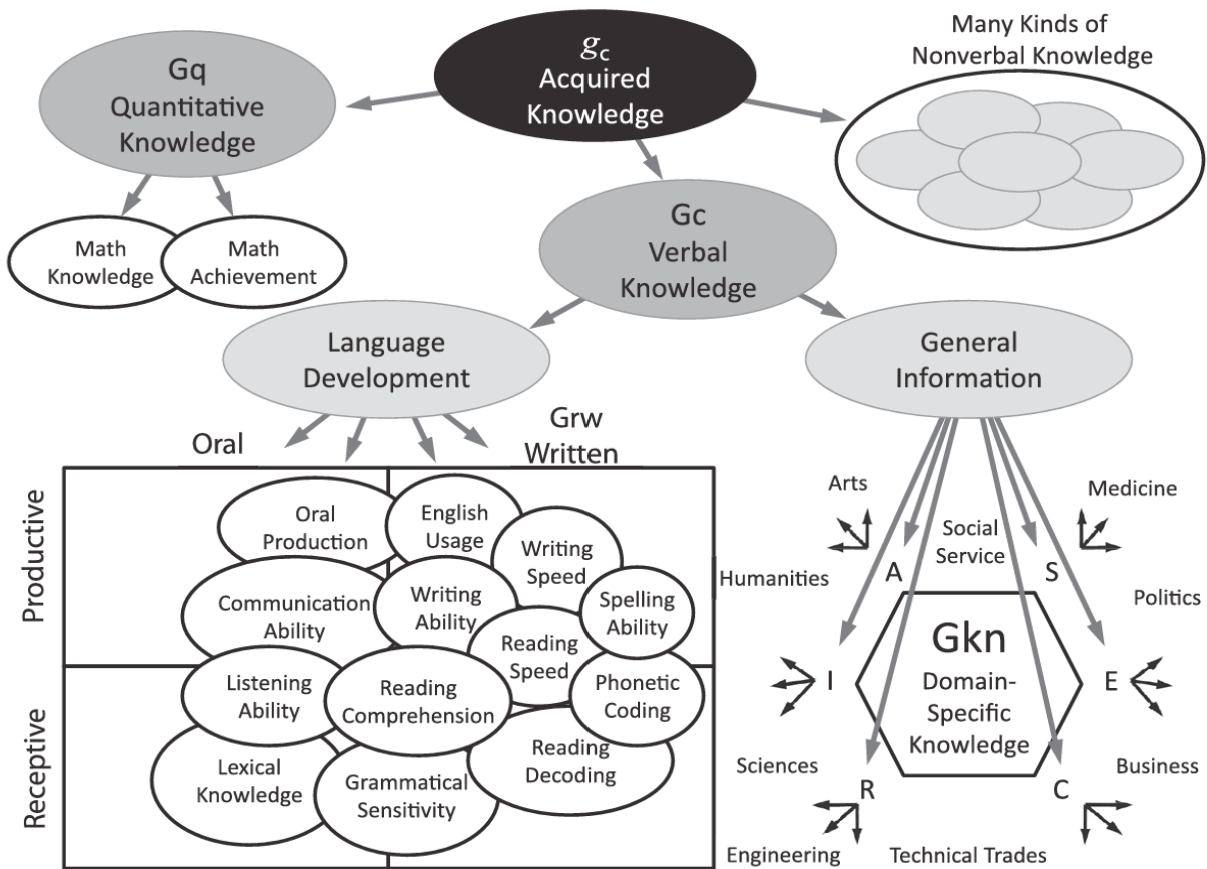 g_c
Acquired
Knowledge
Many Kinds of
Nonverbal Knowledge
Gq
Quantitative
Knowledge
Math
Knowledge
Math
Achievement
Gc
Verbal
Knowledge
Language
Development
General
Information
Oral
Grw
Written
Productive
Receptive
Oral
Production
English
Usage
Writing
Speed
Communication
Ability
Writing
Ability
Spelling
Ability
Reading
Speed
Listening
Ability
Reading
Comprehension
Phonetic
Coding
Lexical
Knowledge
Grammatical
Sensitivity
Reading
Decoding
Arts
Medicine
Social
Service
A
S
Humanities
Politics
Gkn
Domain-
Specific
Knowledge
I
E
Sciences
Business
R
C
Engineering
Technical Trades